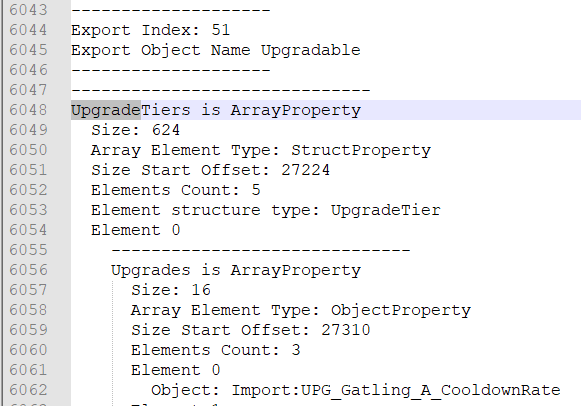 6043 --------------------
6044 Export Index: 51
6045 Export Object Name Upgradable
6046 --------------------
6047 ------------------------------
6048 UpgradeTiers is ArrayProperty
6049 Size: 624
6050 Array Element Type: StructProperty
6051 Size Start Offset: 27224
6052 Elements Count: 5
6053 Element structure type: UpgradeTier
6054 Element 0
6055 ------------------------------
6056 Upgrades is ArrayProperty
6057 Size: 16
6058 Array Element Type: ObjectProperty
6059 Size Start Offset: 27310
6060 Elements Count: 3
6061 Element 0
6062 Object: Import:UPG_Gatling_A_CooldownRate